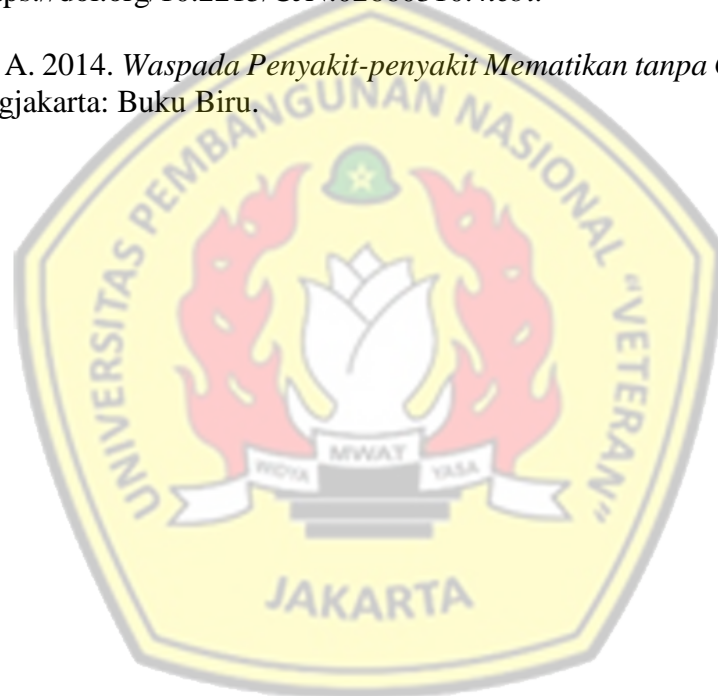 A. 2014. Waspada Penyakit-penyakit Mematikan tanpa
gjakarta: Buku Biru.
UNIVERSITAS PEMBANGUNAN NASIONAL "VETERAN"
WIDYA MWAT YASA
JAKARTA